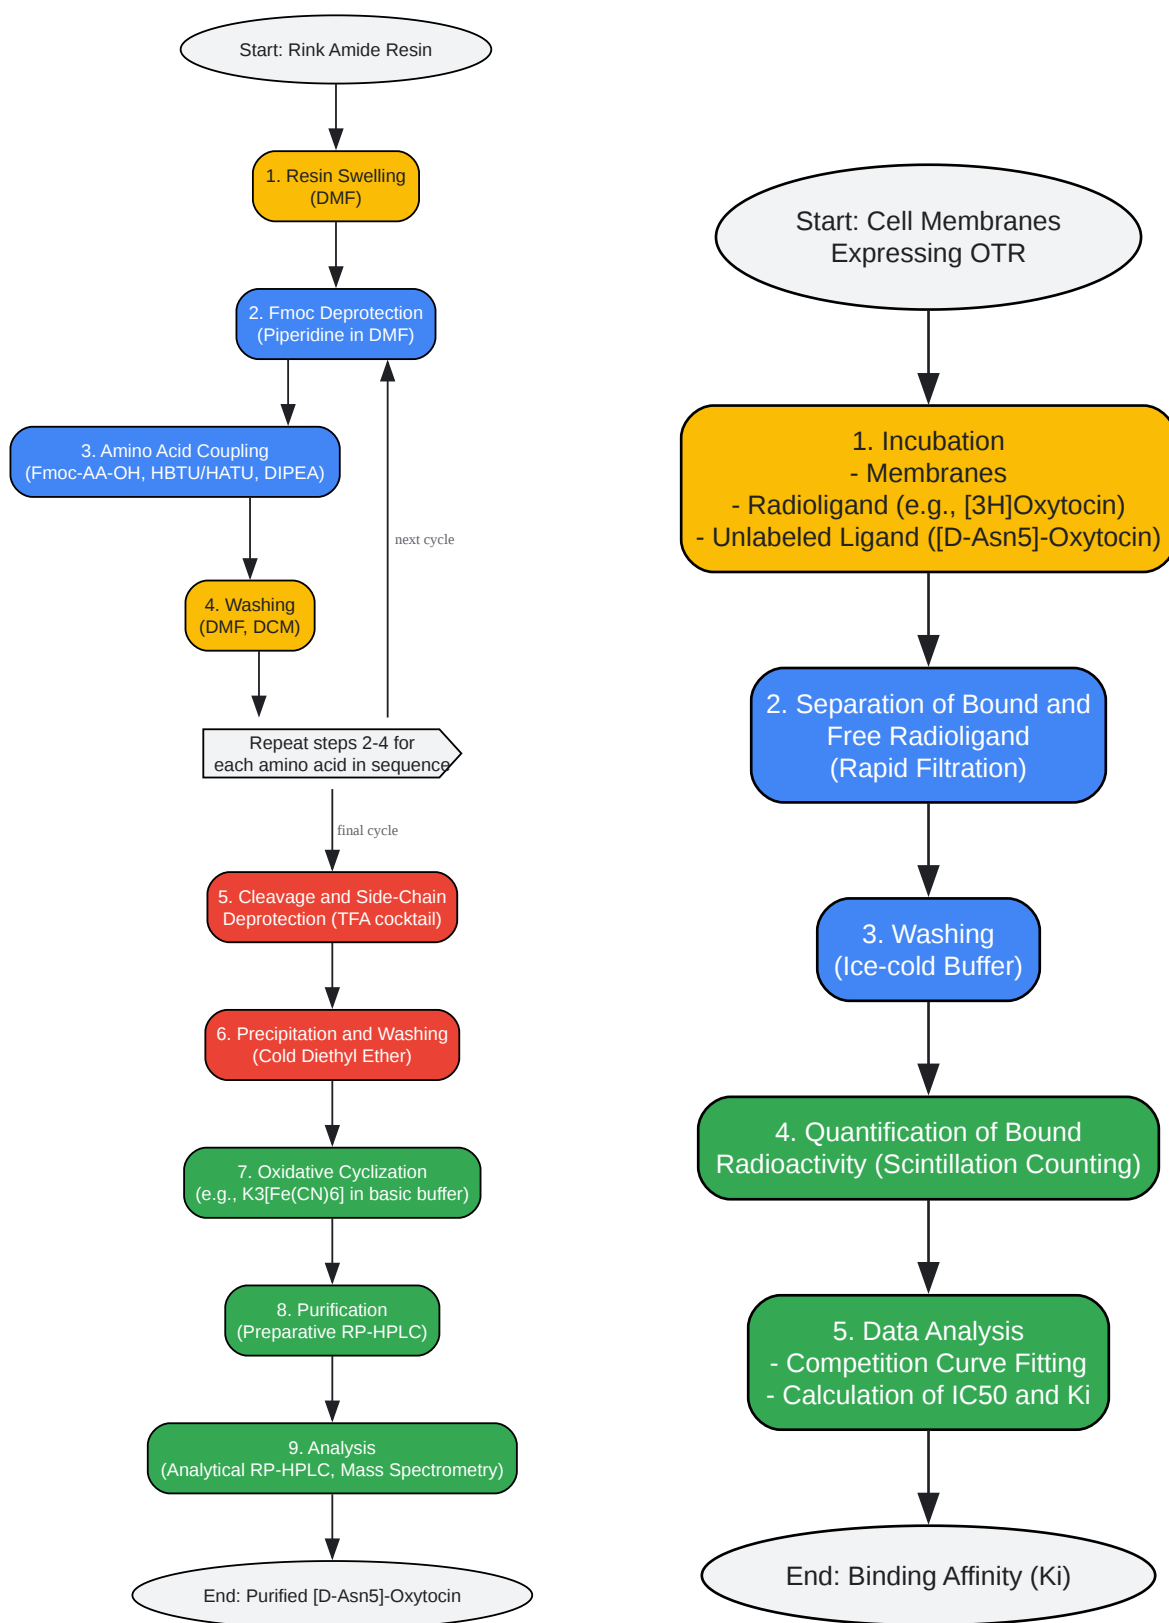 Start: Rink Amide Resin
1. Resin Swelling
(DMF)
2. Fmoc Deprotection
(Piperidine in DMF)
3. Amino Acid Coupling
(Fmoc-AA-OH, HBTU/HATU, DIPEA)
next cycle
4. Washing
(DMF, DCM)
Repeat steps 2-4 for
each amino acid in sequence
final cycle
5. Cleavage and Side-Chain
Deprotection (TFA cocktail)
6. Precipitation and Washing
(Cold Diethyl Ether)
7. Oxidative Cyclization
(e.g., K3[Fe(CN)6] in basic buffer)
8. Purification
(Preparative RP-HPLC)
9. Analysis
(Analytical RP-HPLC, Mass Spectrometry)
End: Purified [D-Asn5]-Oxytocin
Start: Cell Membranes
Expressing OTR
1. Incubation
- Membranes
- Radioligand (e.g., [3H]Oxytocin)
- Unlabeled Ligand ([D-Asn5]-Oxytocin)
2. Separation of Bound and
Free Radioligand
(Rapid Filtration)
3. Washing
(Ice-cold Buffer)
4. Quantification of Bound
Radioactivity (Scintillation Counting)
5. Data Analysis
- Competition Curve Fitting
- Calculation of IC50 and Ki
End: Binding Affinity (Ki)